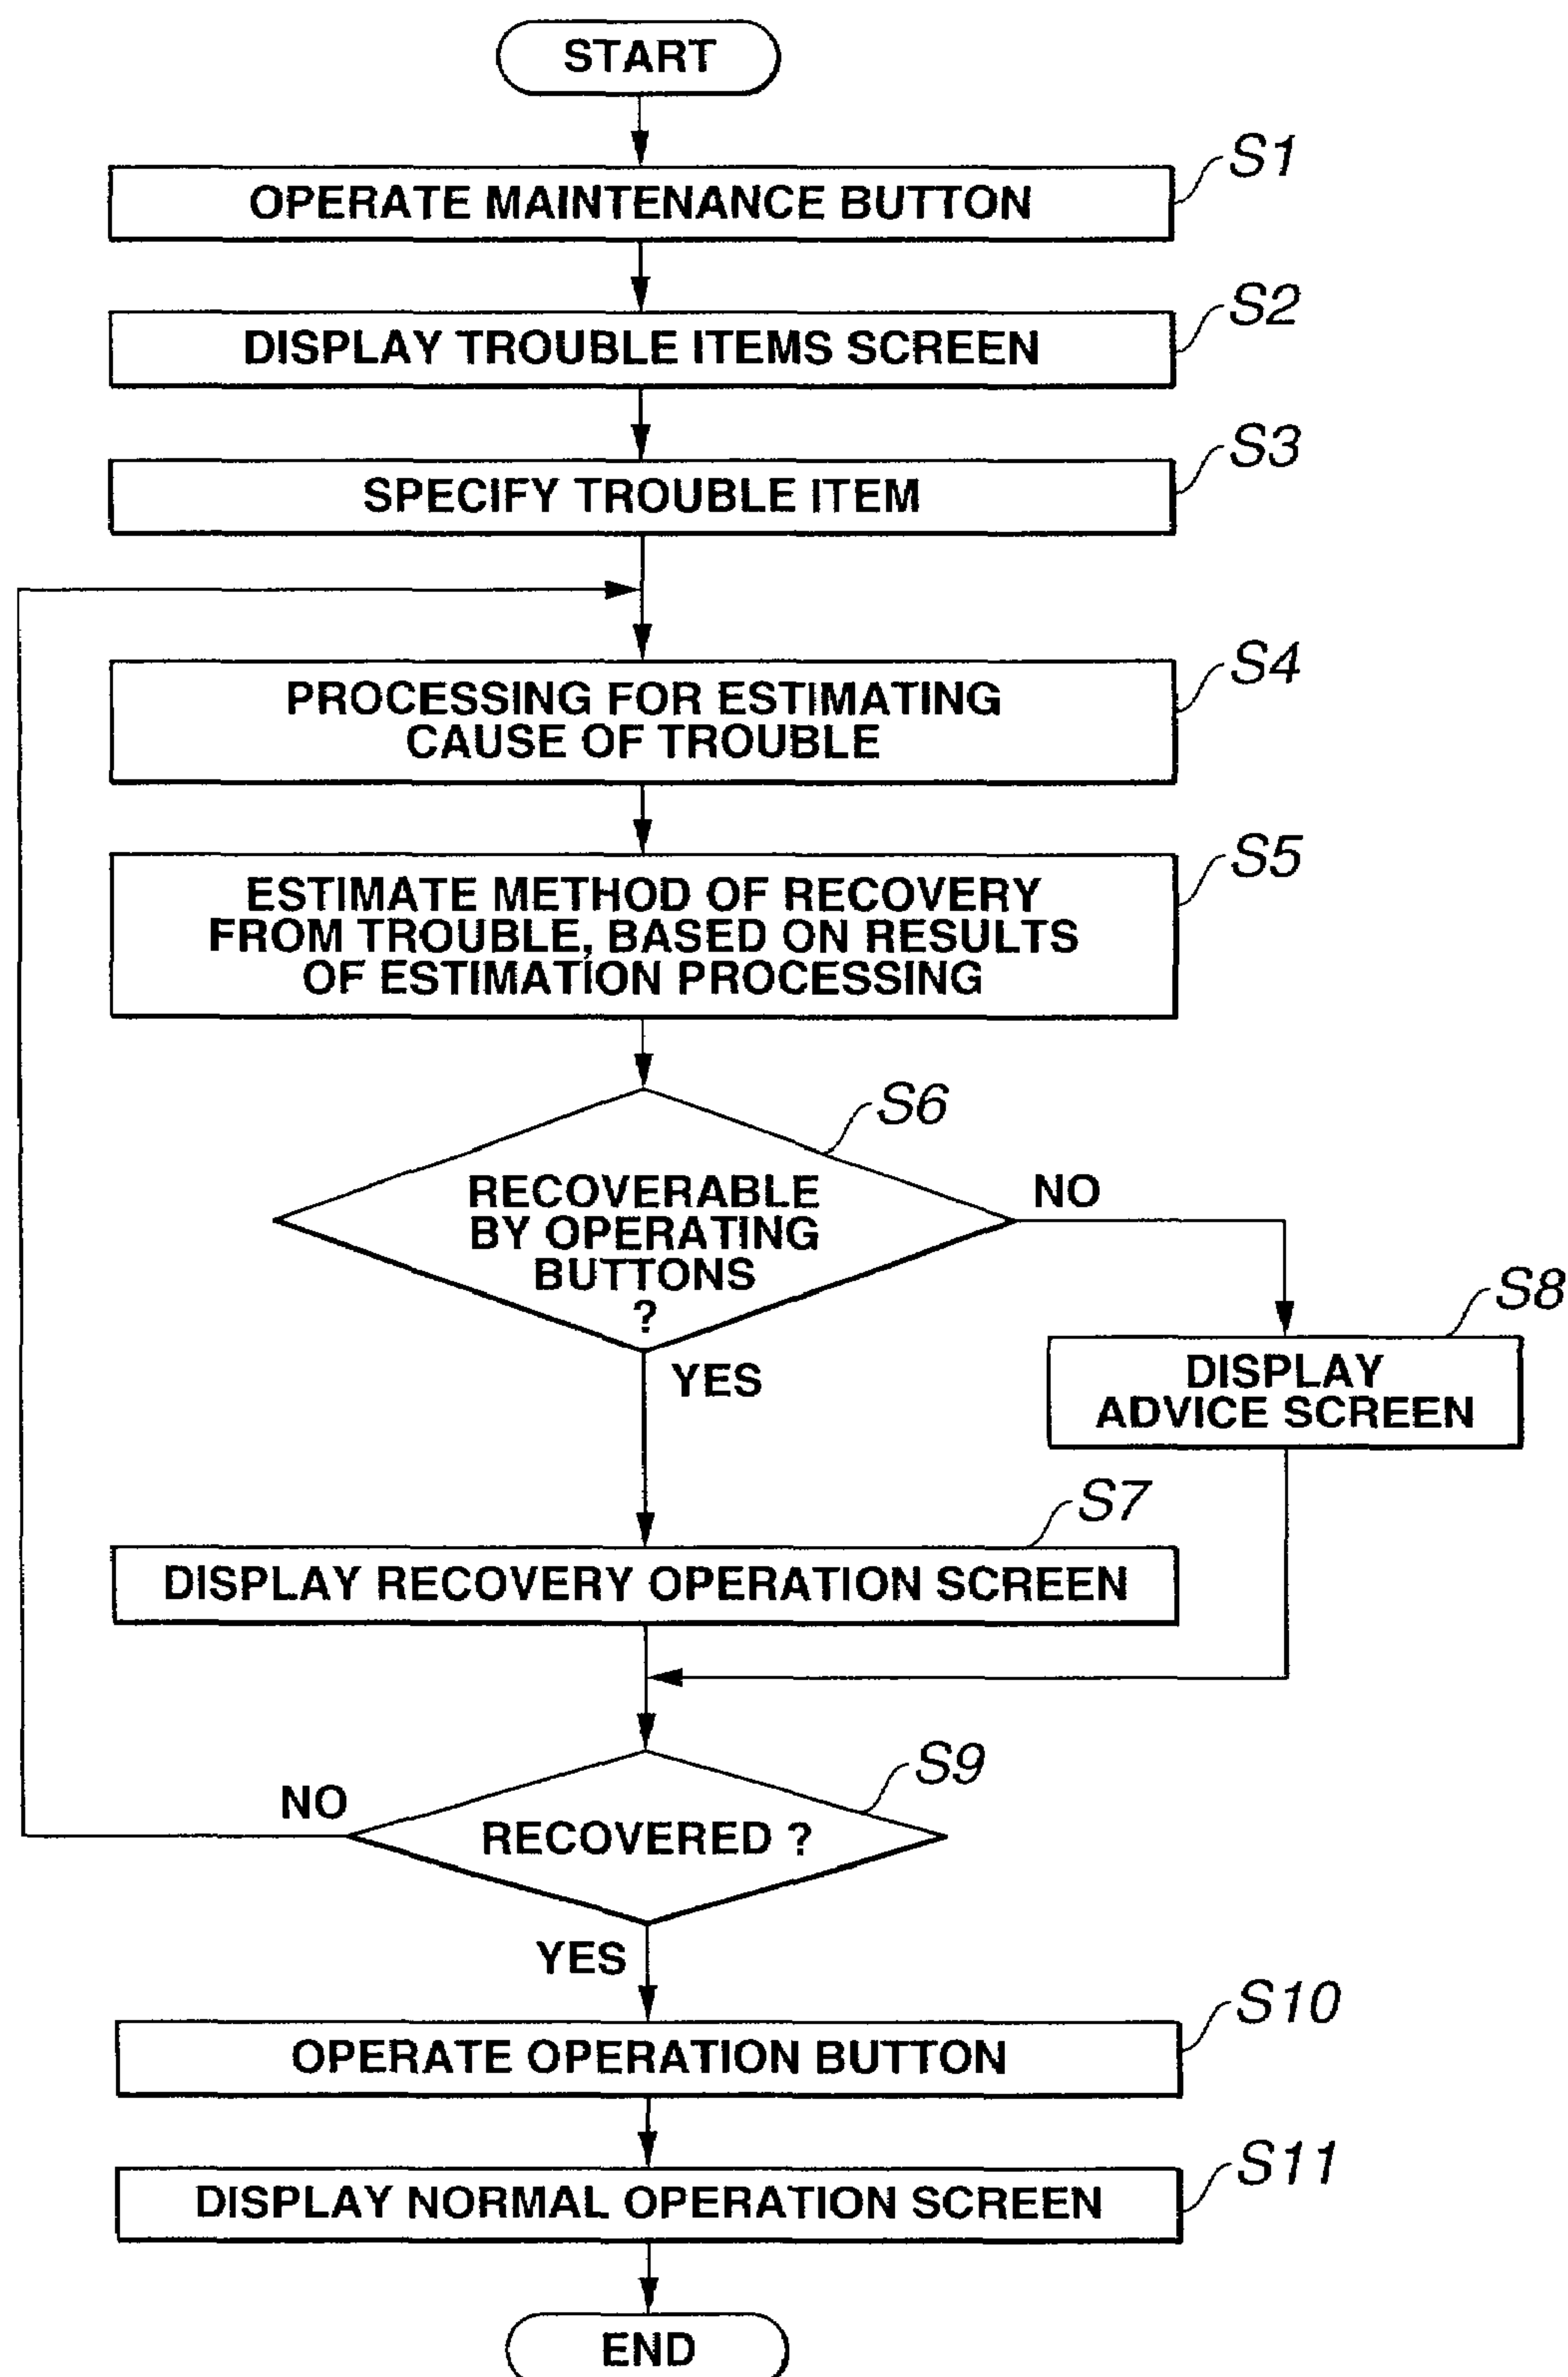 START
S1
OPERATE MAINTENANCE BUTTON
S2
DISPLAY TROUBLE ITEMS SCREEN
S3
SPECIFY TROUBLE ITEM
S4
PROCESSING FOR ESTIMATING
CAUSE OF TROUBLE
S5
ESTIMATE METHOD OF RECOVERY
FROM TROUBLE, BASED ON RESULTS
OF ESTIMATION PROCESSING
S6
RECOVERABLE
BY OPERATING
BUTTONS
?
NO
YES
S8
DISPLAY
ADVICE SCREEN
S7
DISPLAY RECOVERY OPERATION SCREEN
S9
NO
RECOVERED ?
YES
S10
OPERATE OPERATION BUTTON
S11
DISPLAY NORMAL OPERATION SCREEN
END